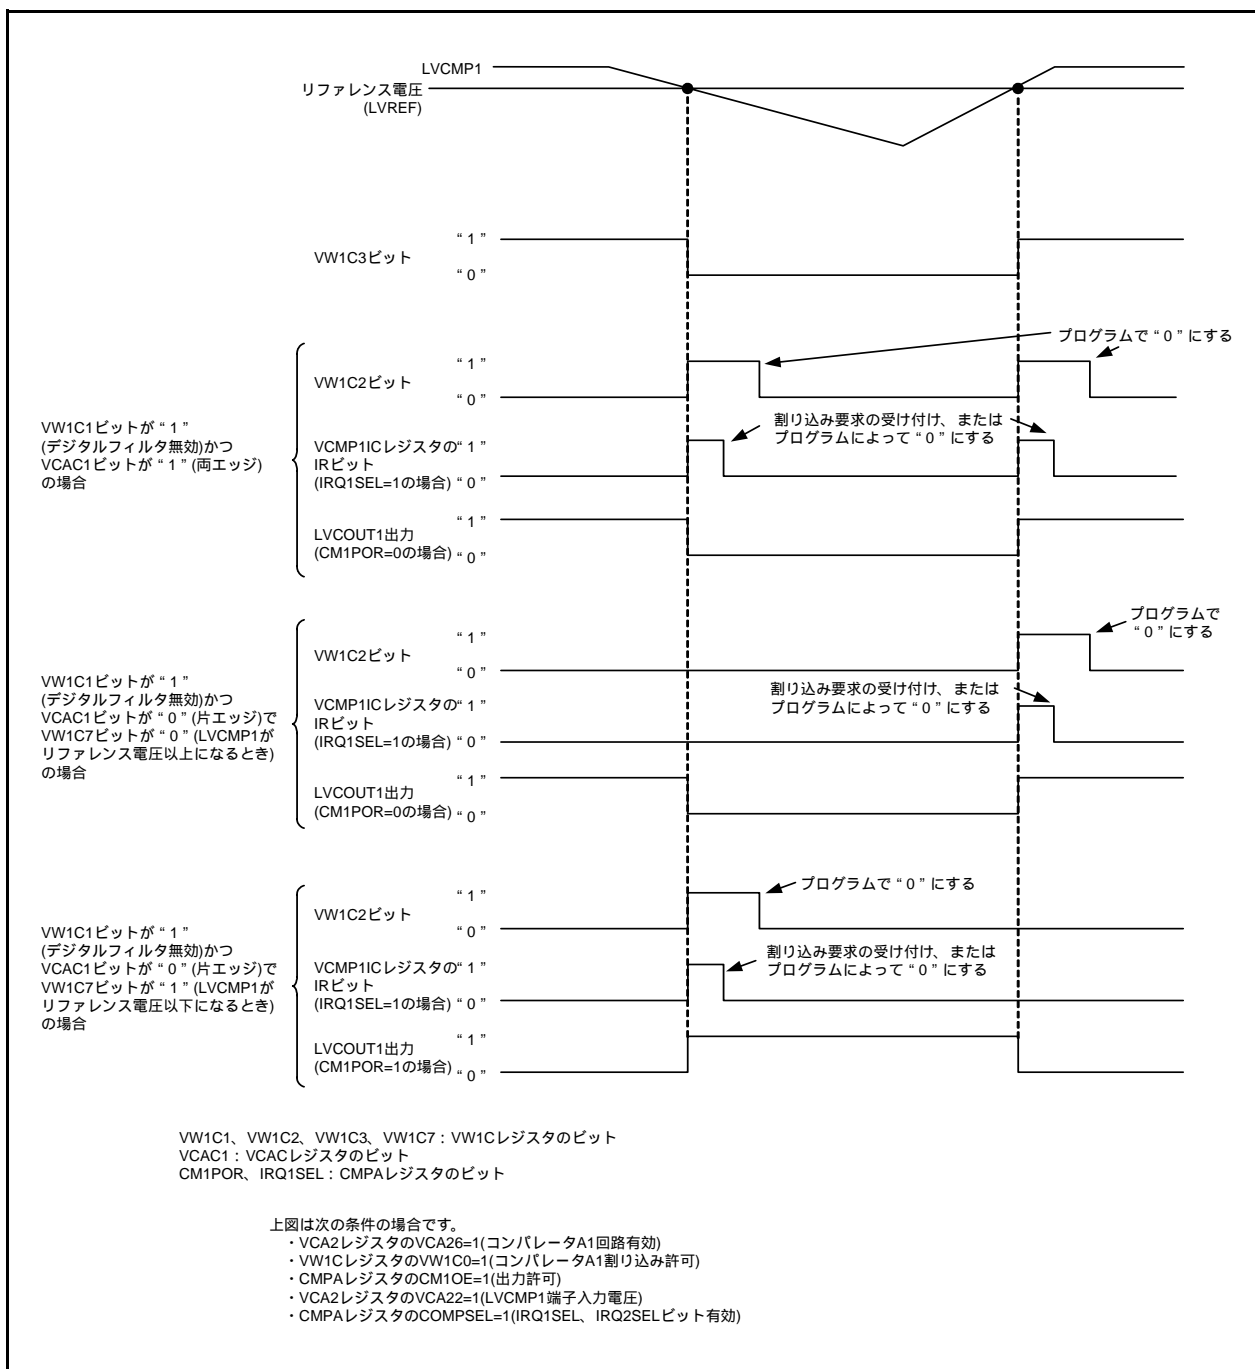 LVCMP1
リファレンス電圧
(LVREF)
“ 1 ”
VW1C3ビット
“ 0 ”
プログラムで “ 0 ” にする
“ 1 ”
VW1C2ビット
“ 0 ”
VW1C1ビットが “ 1 ”
(デジタルフィルタ無効)かつ
VCAC1ビットが “ 1 ” (両エッジ)
の場合
割り込み要求の受け付け、または
プログラムによって “ 0 ” にする
VCMP1ICレジスタの “ 1 ”
IRビット
(IRQ1SEL=1の場合) “ 0 ”
“ 1 ”
LVCOUT1出力
(CM1POR=0の場合) “ 0 ”
プログラムで
“ 0 ” にする
“ 1 ”
VW1C2ビット
“ 0 ”
VW1C1ビットが “ 1 ”
(デジタルフィルタ無効)かつ
VCAC1ビットが “ 0 ” (片エッジ)で
VW1C7ビットが “ 0 ” (LVCMP1が
リファレンス電圧以上になるとき)
の場合
割り込み要求の受け付け、または
プログラムによって “ 0 ” にする
VCMP1ICレジスタの “ 1 ”
IRビット
(IRQ1SEL=1の場合) “ 0 ”
“ 1 ”
LVCOUT1出力
(CM1POR=0の場合) “ 0 ”
プログラムで “ 0 ” にする
“ 1 ”
VW1C2ビット
“ 0 ”
VW1C1ビットが “ 1 ”
(デジタルフィルタ無効)かつ
VCAC1ビットが “ 0 ” (片エッジ)で
VW1C7ビットが “ 1 ” (LVCMP1が
リファレンス電圧以下になるとき)
の場合
割り込み要求の受け付け、または
プログラムによって “ 0 ” にする
VCMP1ICレジスタの “ 1 ”
IRビット
(IRQ1SEL=1の場合) “ 0 ”
“ 1 ”
LVCOUT1出力
(CM1POR=1の場合) “ 0 ”
VW1C1、VW1C2、VW1C3、VW1C7：VW1Cレジスタのビット
VCAC1：VCACレジスタのビット
CM1POR、IRQ1SEL：CMPAレジスタのビット
上図は次の条件の場合です。
・VCA2レジスタのVCA26=1(コンパレータA1回路有効)
・VW1CレジスタのVW1C0=1(コンパレータA1割り込み許可)
・CMPAレジスタのCM1OE=1(出力許可)
・VCA2レジスタのVCA22=1(LVCMP1端子入力電圧)
・CMPAレジスタのCOMPSEL=1(IRQ1SEL、IRQ2SELビット有効)